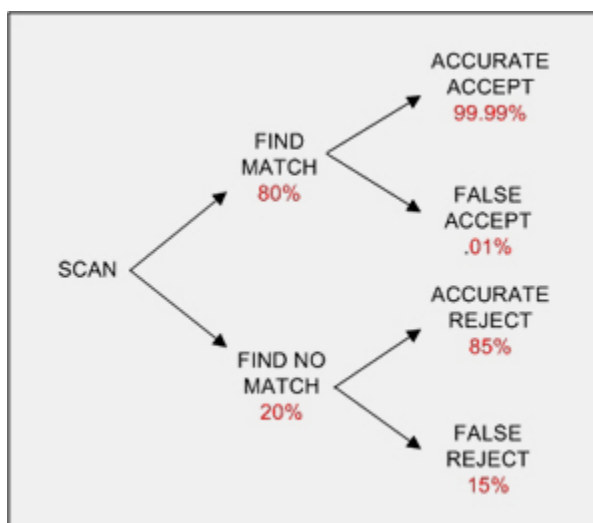 ACCURATE
ACCEPT
99.99%
FIND
MATCH
80%
FALSE
ACCEPT
.01%
SCAN
ACCURATE
REJECT
85%
FIND NO
MATCH
20%
FALSE
REJECT
15%